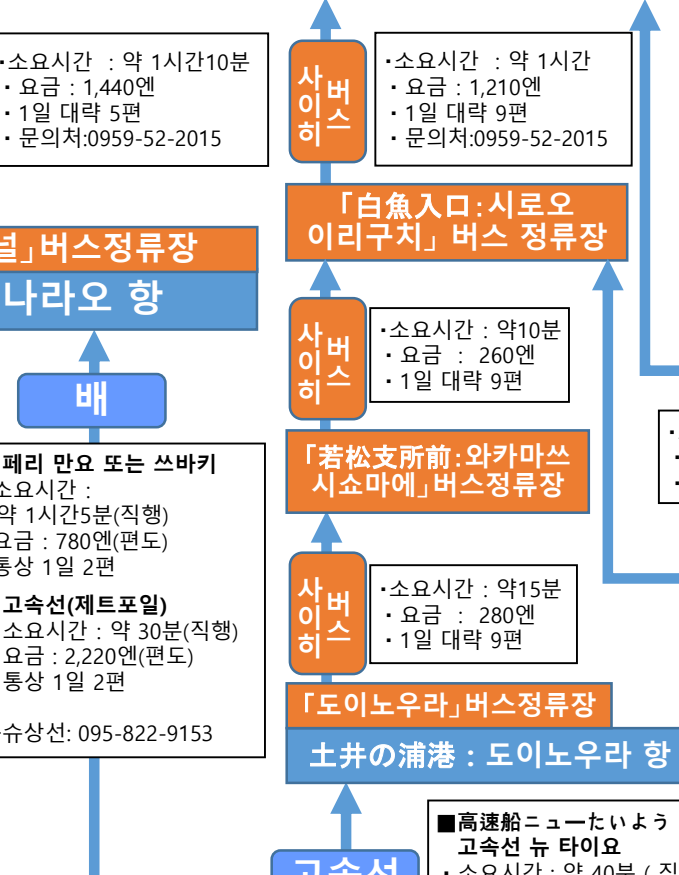 ・소요시간 : 약 1시간10분
・요금 : 1,440엔
・1일 대략 5편
・문의처:0959-52-2015
널」버스정류장
나라오 항
배
페리 만요 또는 쓰바키
소요시간 :
약 1시간5분(직행)
요금 : 780엔(편도)
통상 1일 2편
고속선(제트포일)
소요시간 : 약 30분(직행)
요금 : 2,220엔(편도)
통상 1일 2편
슈상선: 095-822-9153
사이히
버스
・소요시간 : 약 1시간
・요금 : 1,210엔
・1일 대략 9편
・문의처:0959-52-2015
「白魚入口:시로오
이리구치」 버스 정류장
사이히
버스
・소요시간 : 약10분
・요금 : 260엔
・1일 대략 9편
「若松支所前:와카마쓰
시쇼마에」버스정류장
사이히
버스
・소요시간 : 약15분
・요금 : 280엔
・1일 대략 9편
「도이노우라」버스정류장
土井の浦港 : 도이노우라 항
고속선
■高速船ニューたいよう
고속선 뉴 타이요
・소요시간 : 약 40분 ( 직